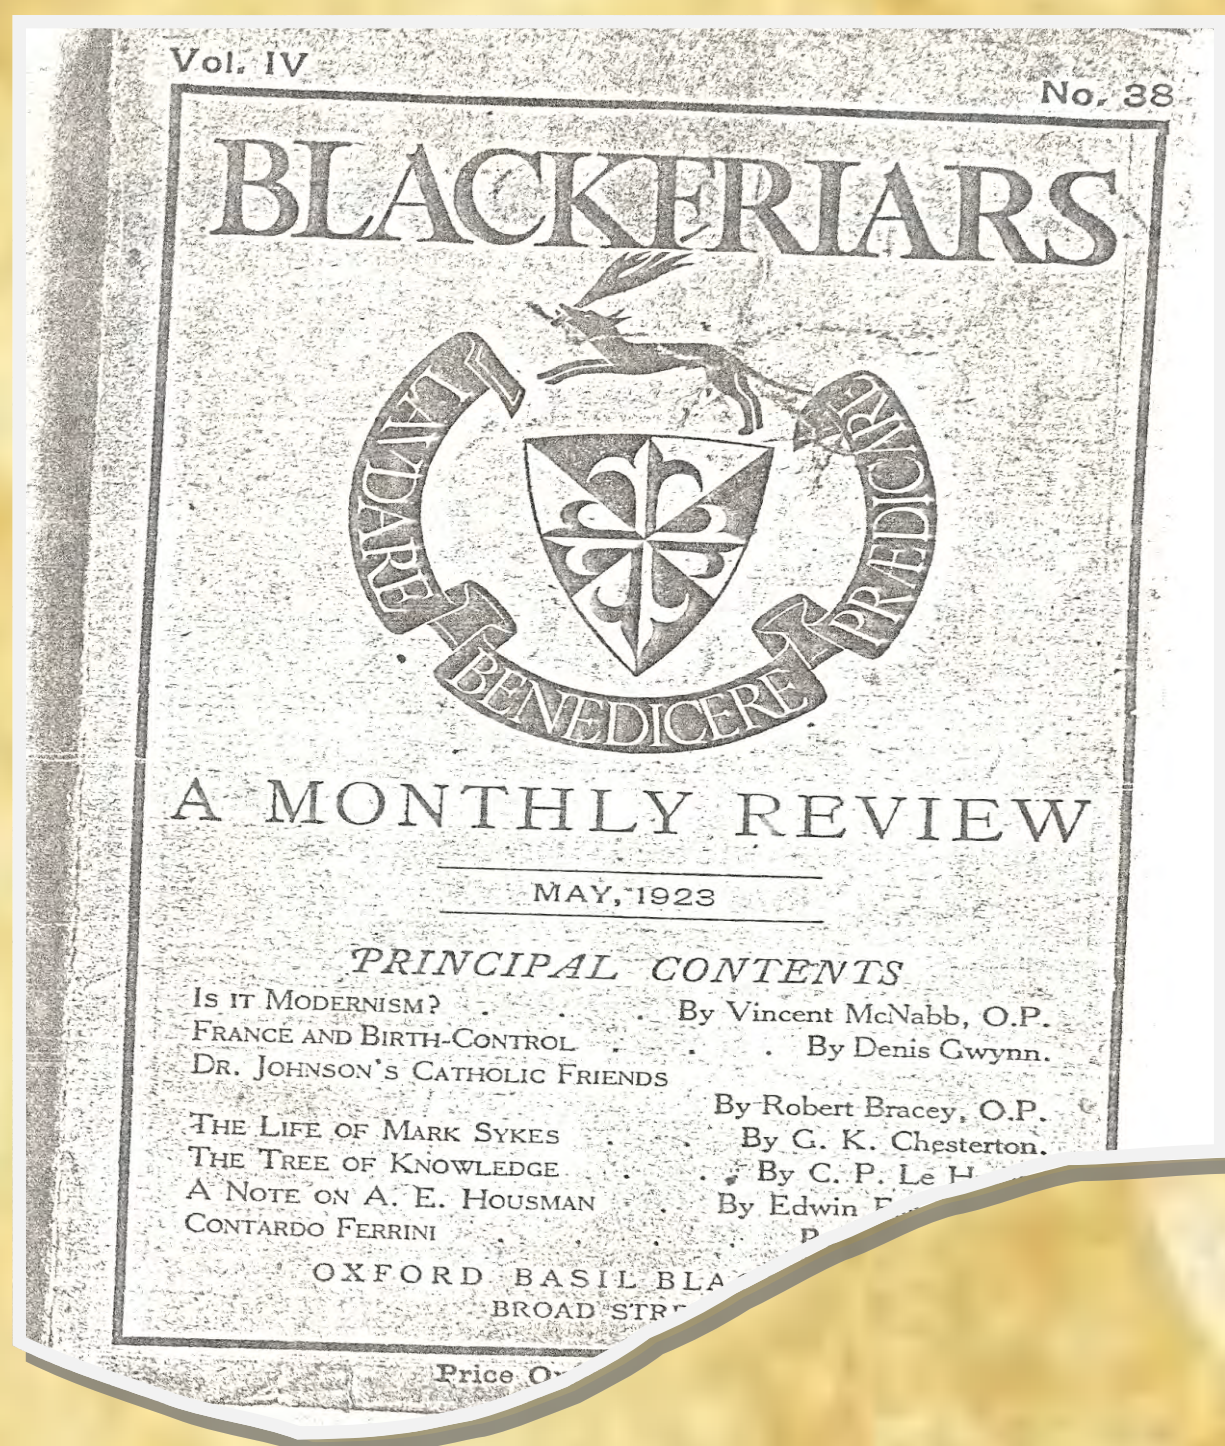 Vol. IV
No. 38
BLACKFRIARS
LAVDARE
BENEDICERE
PRÆDICARE
A MONTHLY REVIEW
MAY, 1923
PRINCIPAL CONTENTS
IS IT MODERNISM? . . . By Vincent McNabb, O.P.
FRANCE AND BIRTH-CONTROL . . . By Denis Gwynn.
DR. JOHNSON'S CATHOLIC FRIENDS
By Robert Bracey, O.P.
THE LIFE OF MARK SYKES . . By G. K. Chesterton.
THE TREE OF KNOWLEDGE . . . By C. P. Le
A NOTE ON A. E. HOUSMAN . . By Edwin
CONTARDO FERRINI . . . .
OXFORD BASIL
BROAD
Price